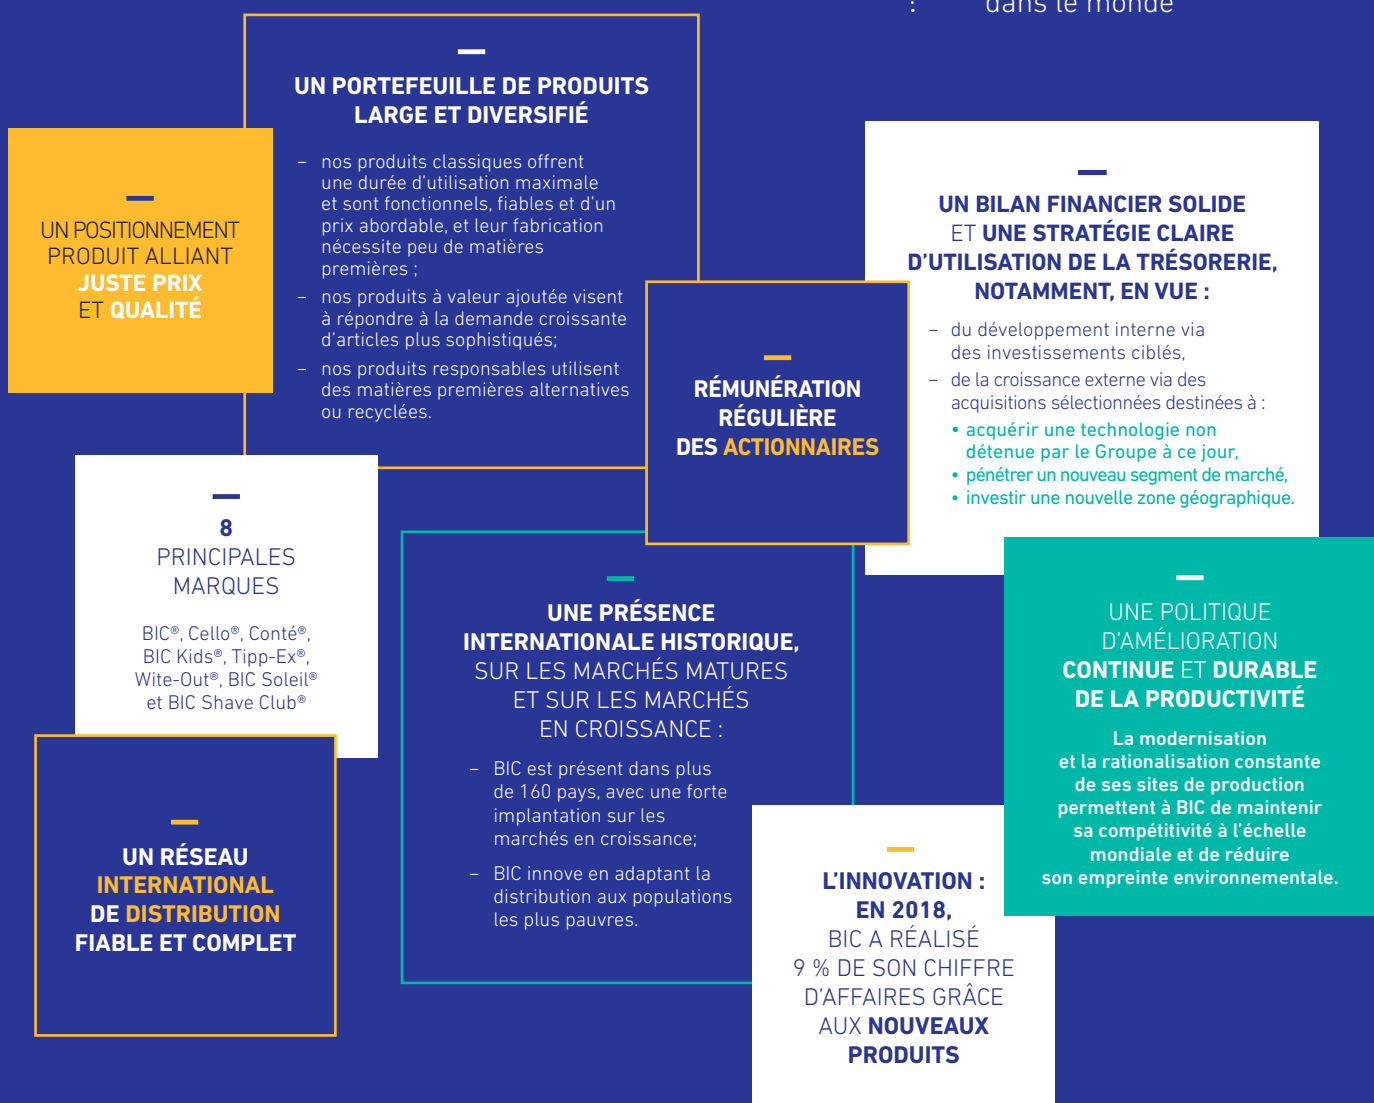 dans le monde
:
UN PORTEFEUILLE DE PRODUITS
LARGE ET DIVERSIFIÉ
– nos produits classiques offrent
une durée d'utilisation maximale
et sont fonctionnels, fiables et d'un
prix abordable, et leur fabrication
nécessite peu de matières
premières ;
– nos produits à valeur ajoutée visent
à répondre à la demande croissante
d'articles plus sophistiqués;
– nos produits responsables utilisent
des matières premières alternatives
ou recyclées.
UN POSITIONNEMENT
PRODUIT ALLIANT
JUSTE PRIX
ET QUALITÉ
UN BILAN FINANCIER SOLIDE
ET UNE STRATÉGIE CLAIRE
D'UTILISATION DE LA TRÉSORERIE,
NOTAMMENT, EN VUE :
– du développement interne via
des investissements ciblés,
– de la croissance externe via des
acquisitions sélectionnées destinées à :
• acquérir une technologie non
détenue par le Groupe à ce jour,
• pénétrer un nouveau segment de marché,
• investir une nouvelle zone géographique.
RÉMUNÉRATION
RÉGULIÈRE
DES ACTIONNAIRES
8
PRINCIPALES
MARQUES
BIC®, Cello®, Conté®,
BIC Kids®, Tipp-Ex®,
Wite-Out®, BIC Soleil®
et BIC Shave Club®
UNE PRÉSENCE
INTERNATIONALE HISTORIQUE,
SUR LES MARCHÉS MATURES
ET SUR LES MARCHÉS
EN CROISSANCE :
– BIC est présent dans plus
de 160 pays, avec une forte
implantation sur les
marchés en croissance;
– BIC innove en adaptant la
distribution aux populations
les plus pauvres.
UNE POLITIQUE
D'AMÉLIORATION
CONTINUE ET DURABLE
DE LA PRODUCTIVITÉ
La modernisation
et la rationalisation constante
de ses sites de production
permettent à BIC de maintenir
sa compétitivité à l'échelle
mondiale et de réduire
son empreinte environnementale.
UN RÉSEAU
INTERNATIONAL
DE DISTRIBUTION
FIABLE ET COMPLET
L'INNOVATION :
EN 2018,
BIC A RÉALISÉ
9 % DE SON CHIFFRE
D'AFFAIRES GRÂCE
AUX NOUVEAUX
PRODUITS